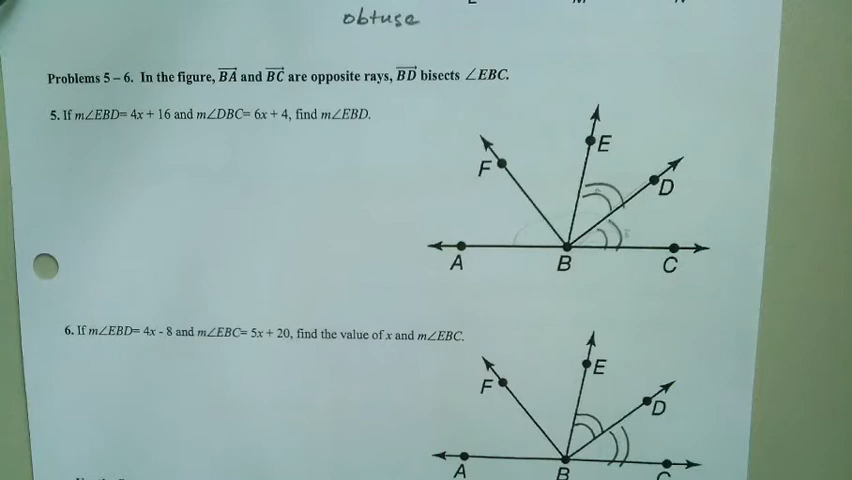 obtuse
Problems 5 – 6. In the figure, BA and BC are opposite rays, BD bisects ∠EBC.
5. If m∠EBD= 4x + 16 and m∠DBC= 6x + 4, find m∠EBD.
E
F
D
A
B
C
6. If m∠EBD= 4x - 8 and m∠EBC= 5x + 20, find the value of x and m∠EBC.
E
F
D
A
B
C